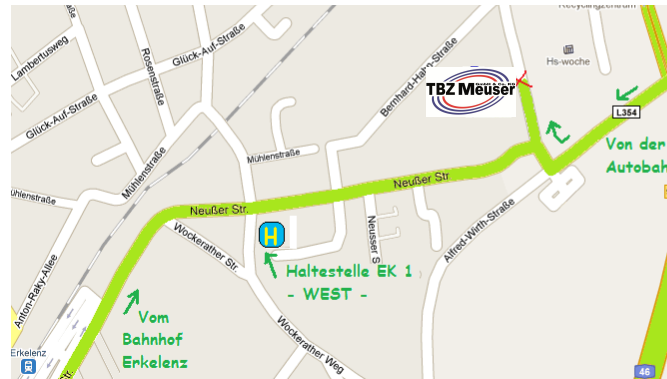 Recyclingzentrum
Lambertusweg
Rosenstraße
Glück-Auf-Straße
Bernhard-Hahn-Straße
Hs-woche
TBZ Meuser
L354
Glück-Auf-Straße
Von der
Autobah
Mühlenstraße
Mühlenstraße
Mühlenstraße
Neußer Str.
Neußer Str.
Anton-Raky-Allee
Wockerather Str.
H
Neusser S
Alfred-Wirth-Straße
Haltestelle EK 1
- WEST -
Vom
Bahnhof
Erkelenz
Wockerather Weg
Erkelenz
Str.
46